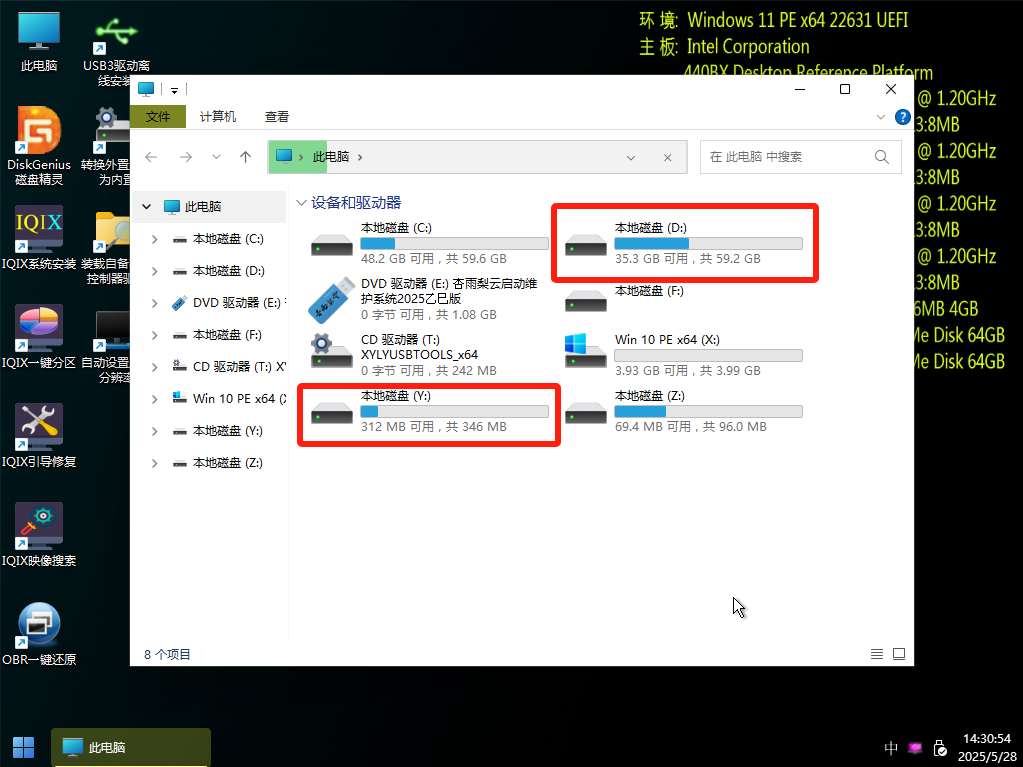 此电脑
USB3驱动离
线安装
DiskGenius
磁盘精灵
转换外置
为内置
IQIX
IQIX系统安装
装载自备
控制器
IQIX一键分区
自动设置
分辨率
IQIX引导修复
IQIX映像搜索
OBR一键还原
环 境: Windows 11 PE x64 22631 UEFI
主 板: Intel Corporation
440BX Desktop Reference Platform
@ 1.20GHz
3:8MB
@ 1.20GHz
3:8MB
@ 1.20GHz
3:8MB
@ 1.20GHz
3:8MB
6MB 4GB
Me Disk 64GB
Me Disk 64GB
文件
计算机
查看
此电脑
在 此电脑 中搜索
此电脑
本地磁盘 (C:)
本地磁盘 (D:)
DVD 驱动器 (E:)
本地磁盘 (F:)
CD 驱动器 (T:) XY
Win 10 PE x64 (X
本地磁盘 (Y:)
本地磁盘 (Z:)
设备和驱动器
本地磁盘 (C:)
48.2 GB 可用，共 59.6 GB
本地磁盘 (D:)
35.3 GB 可用，共 59.2 GB
DVD 驱动器 (E:) 杏雨梨云启动维
护系统2025乙巳版
0 字节 可用，共 1.08 GB
本地磁盘 (F:)
CD 驱动器 (T:)
XYLYUSBTOOLS_x64
0 字节 可用，共 242 MB
Win 10 PE x64 (X:)
3.93 GB 可用，共 3.99 GB
本地磁盘 (Y:)
312 MB 可用，共 346 MB
本地磁盘 (Z:)
69.4 MB 可用，共 96.0 MB
8 个项目
此电脑
中
14:30:54
2025/5/28